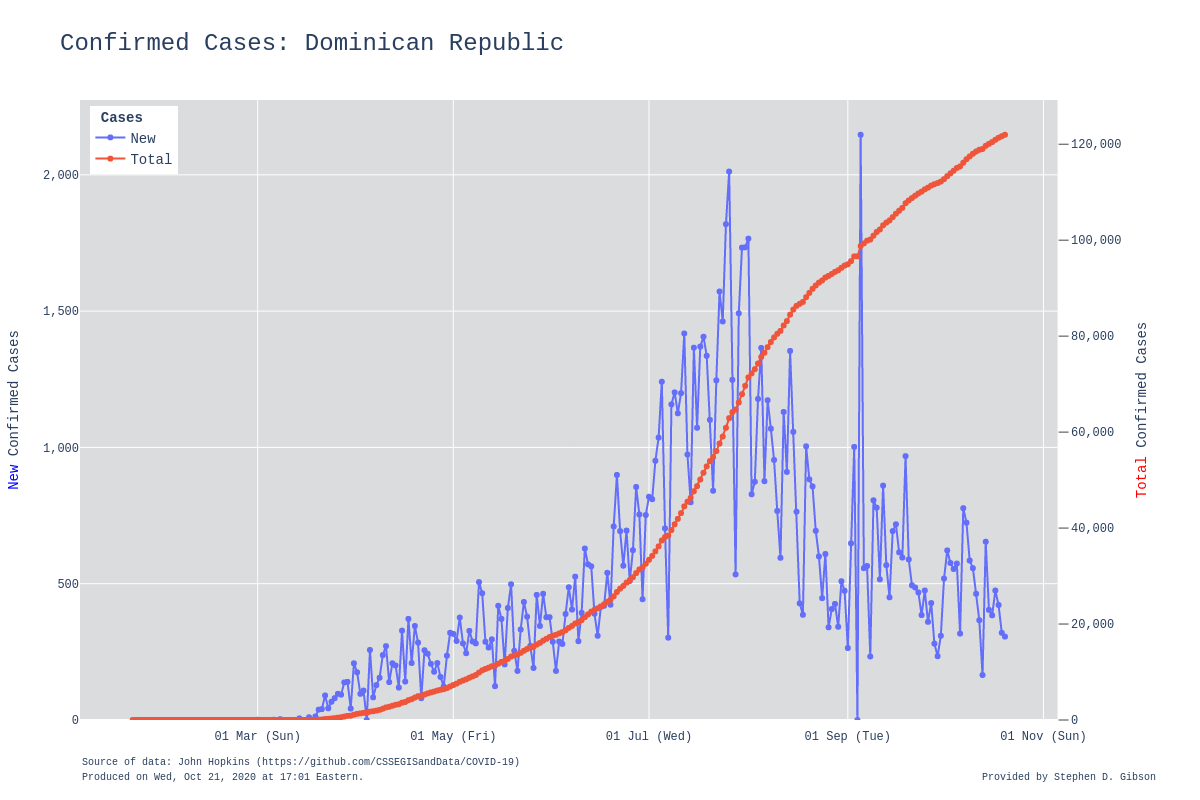 Confirmed Cases: Dominican Republic
Cases
New
Total
2,000
1,500
1,000
500
0
New Confirmed Cases
120,000
100,000
80,000
60,000
40,000
20,000
0
Total Confirmed Cases
01 Mar (Sun) 01 May (Fri) 01 Jul (Wed) 01 Sep (Tue) 01 Nov (Sun)
Source of data: John Hopkins (https://github.com/CSSEGISandData/COVID-19)
Produced on Wed, Oct 21, 2020 at 17:01 Eastern.
Provided by Stephen D. Gibson